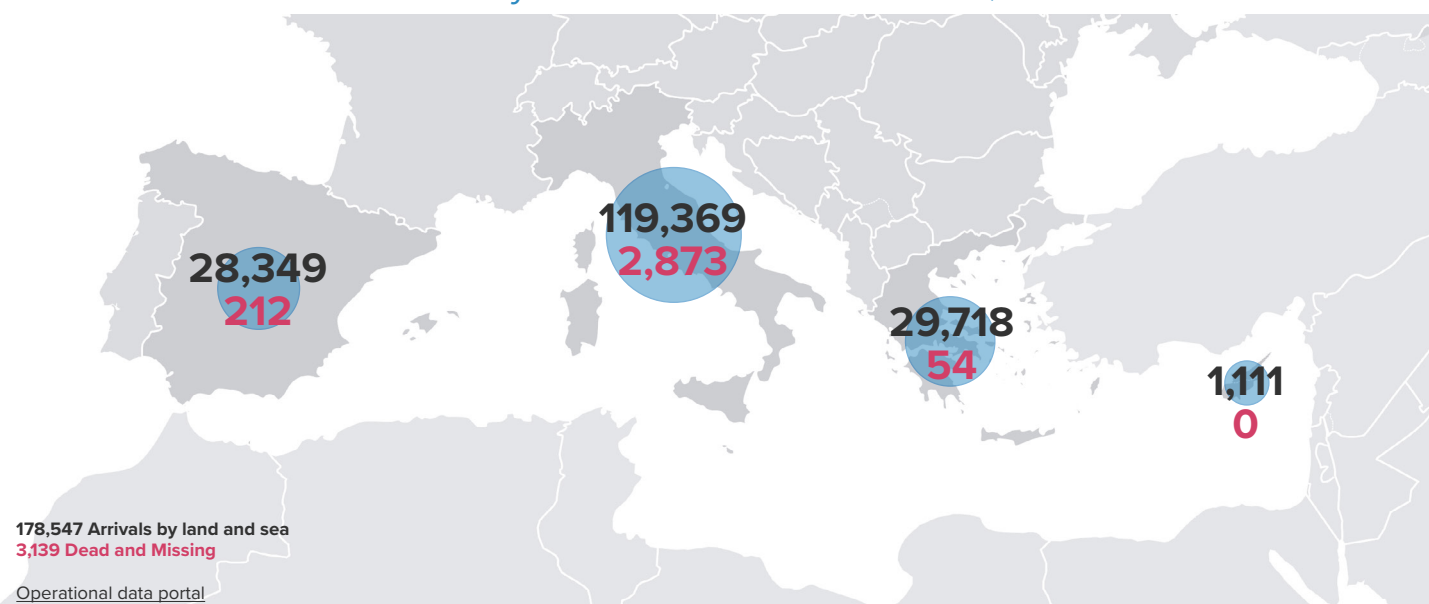 119,369
2,873
28,349
212
29,718
54
1,111
0
178,547 Arrivals by land and sea
3,139 Dead and Missing
Operational data portal